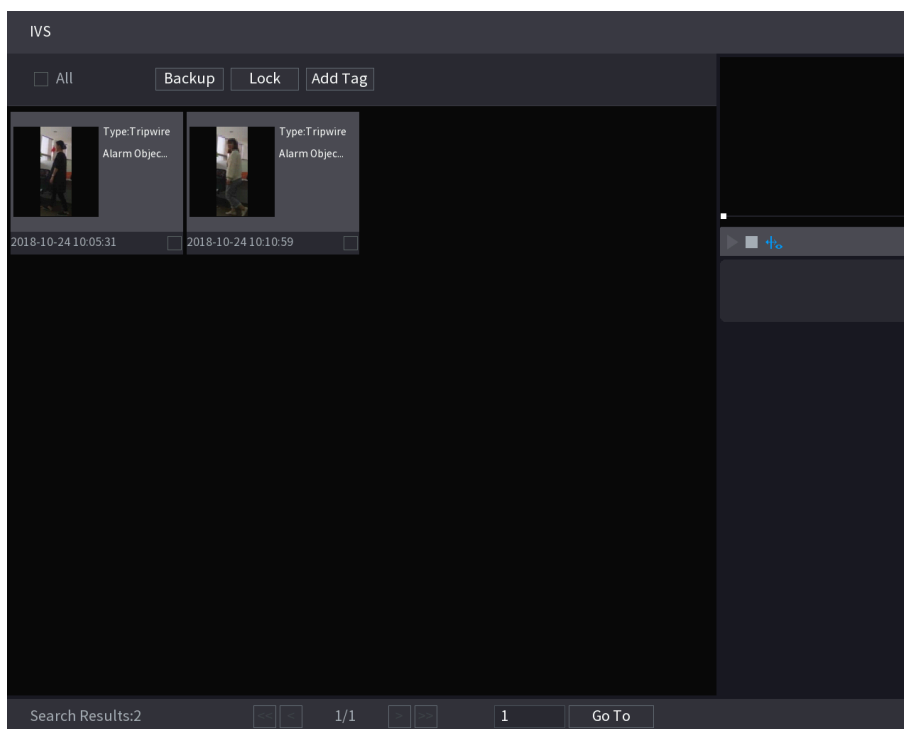 IVS
All
Backup
Lock
Add Tag
Type:Tripwire
Alarm Objec...
2018-10-24 10:05:31
Type:Tripwire
Alarm Objec...
2018-10-24 10:10:59
Search Results:2
<< < 1/1 > >>
1
Go To